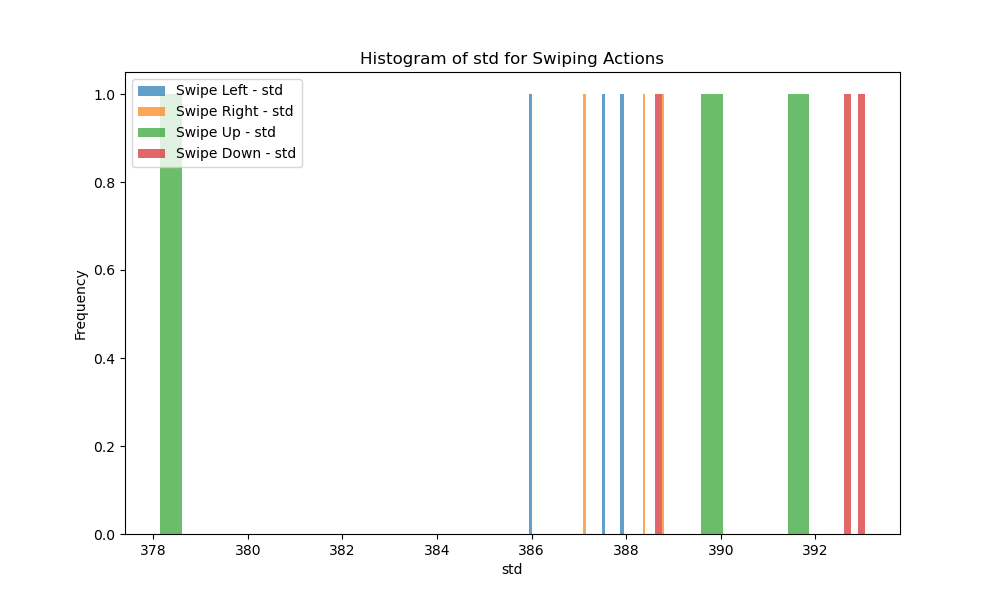 Histogram of std for Swiping Actions
Swipe Left - std
Swipe Right - std
Swipe Up - std
Swipe Down - std
1.0
0.8
0.6
0.4
0.2
0.0
Frequency
378 380 382 384 386 388 390 392
std